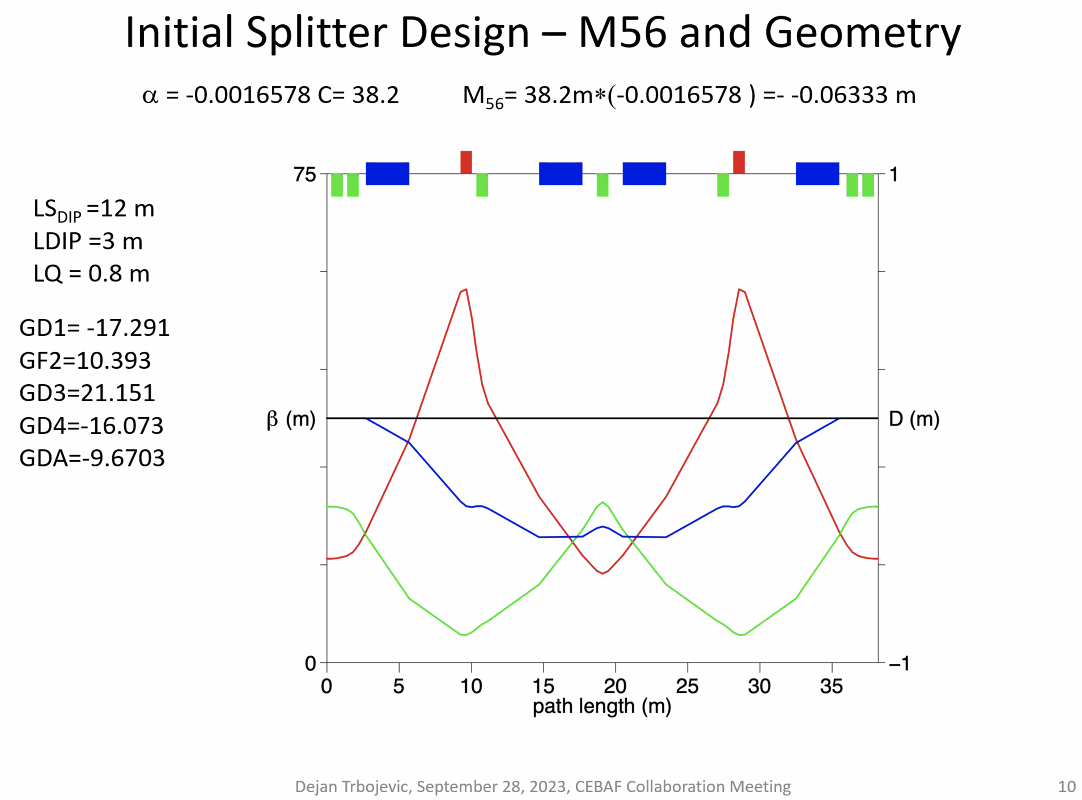 Initial Splitter Design – M56 and Geometry
α = -0.0016578 C= 38.2 M56= 38.2m*(-0.0016578 ) =- -0.06333 m
LSDIP =12 m
LDIP =3 m
LQ = 0.8 m
GD1= -17.291
GF2=10.393
GD3=21.151
GD4=-16.073
GDA=-9.6703
75
1
β (m)
D (m)
0
–1
0 5 10 15 20 25 30 35
path length (m)
Dejan Trbojevic, September 28, 2023, CEBAF Collaboration Meeting
10